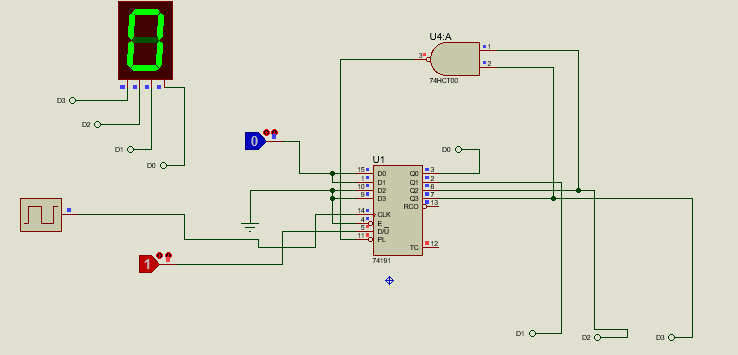 0
D3
D2
D1
D0
0
1
U4:A
3
1
2
74HCT00
D0
U1
15 D0 Q0 3
1 D1 Q1 2
10 D2 Q2 6
9 D3 Q3 7
RCO 13
14 CLK
4 E
5 D/U
11 PL TC 12
74191
D1
D2
D3